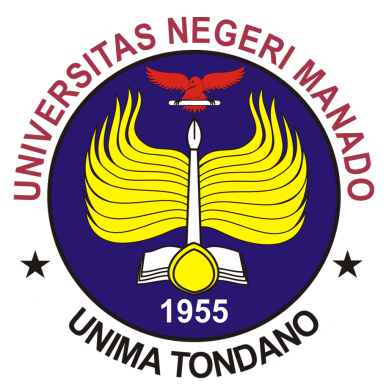 UNIVERSITAS NEGERI MANADO
1955
UNIMA TONDANO